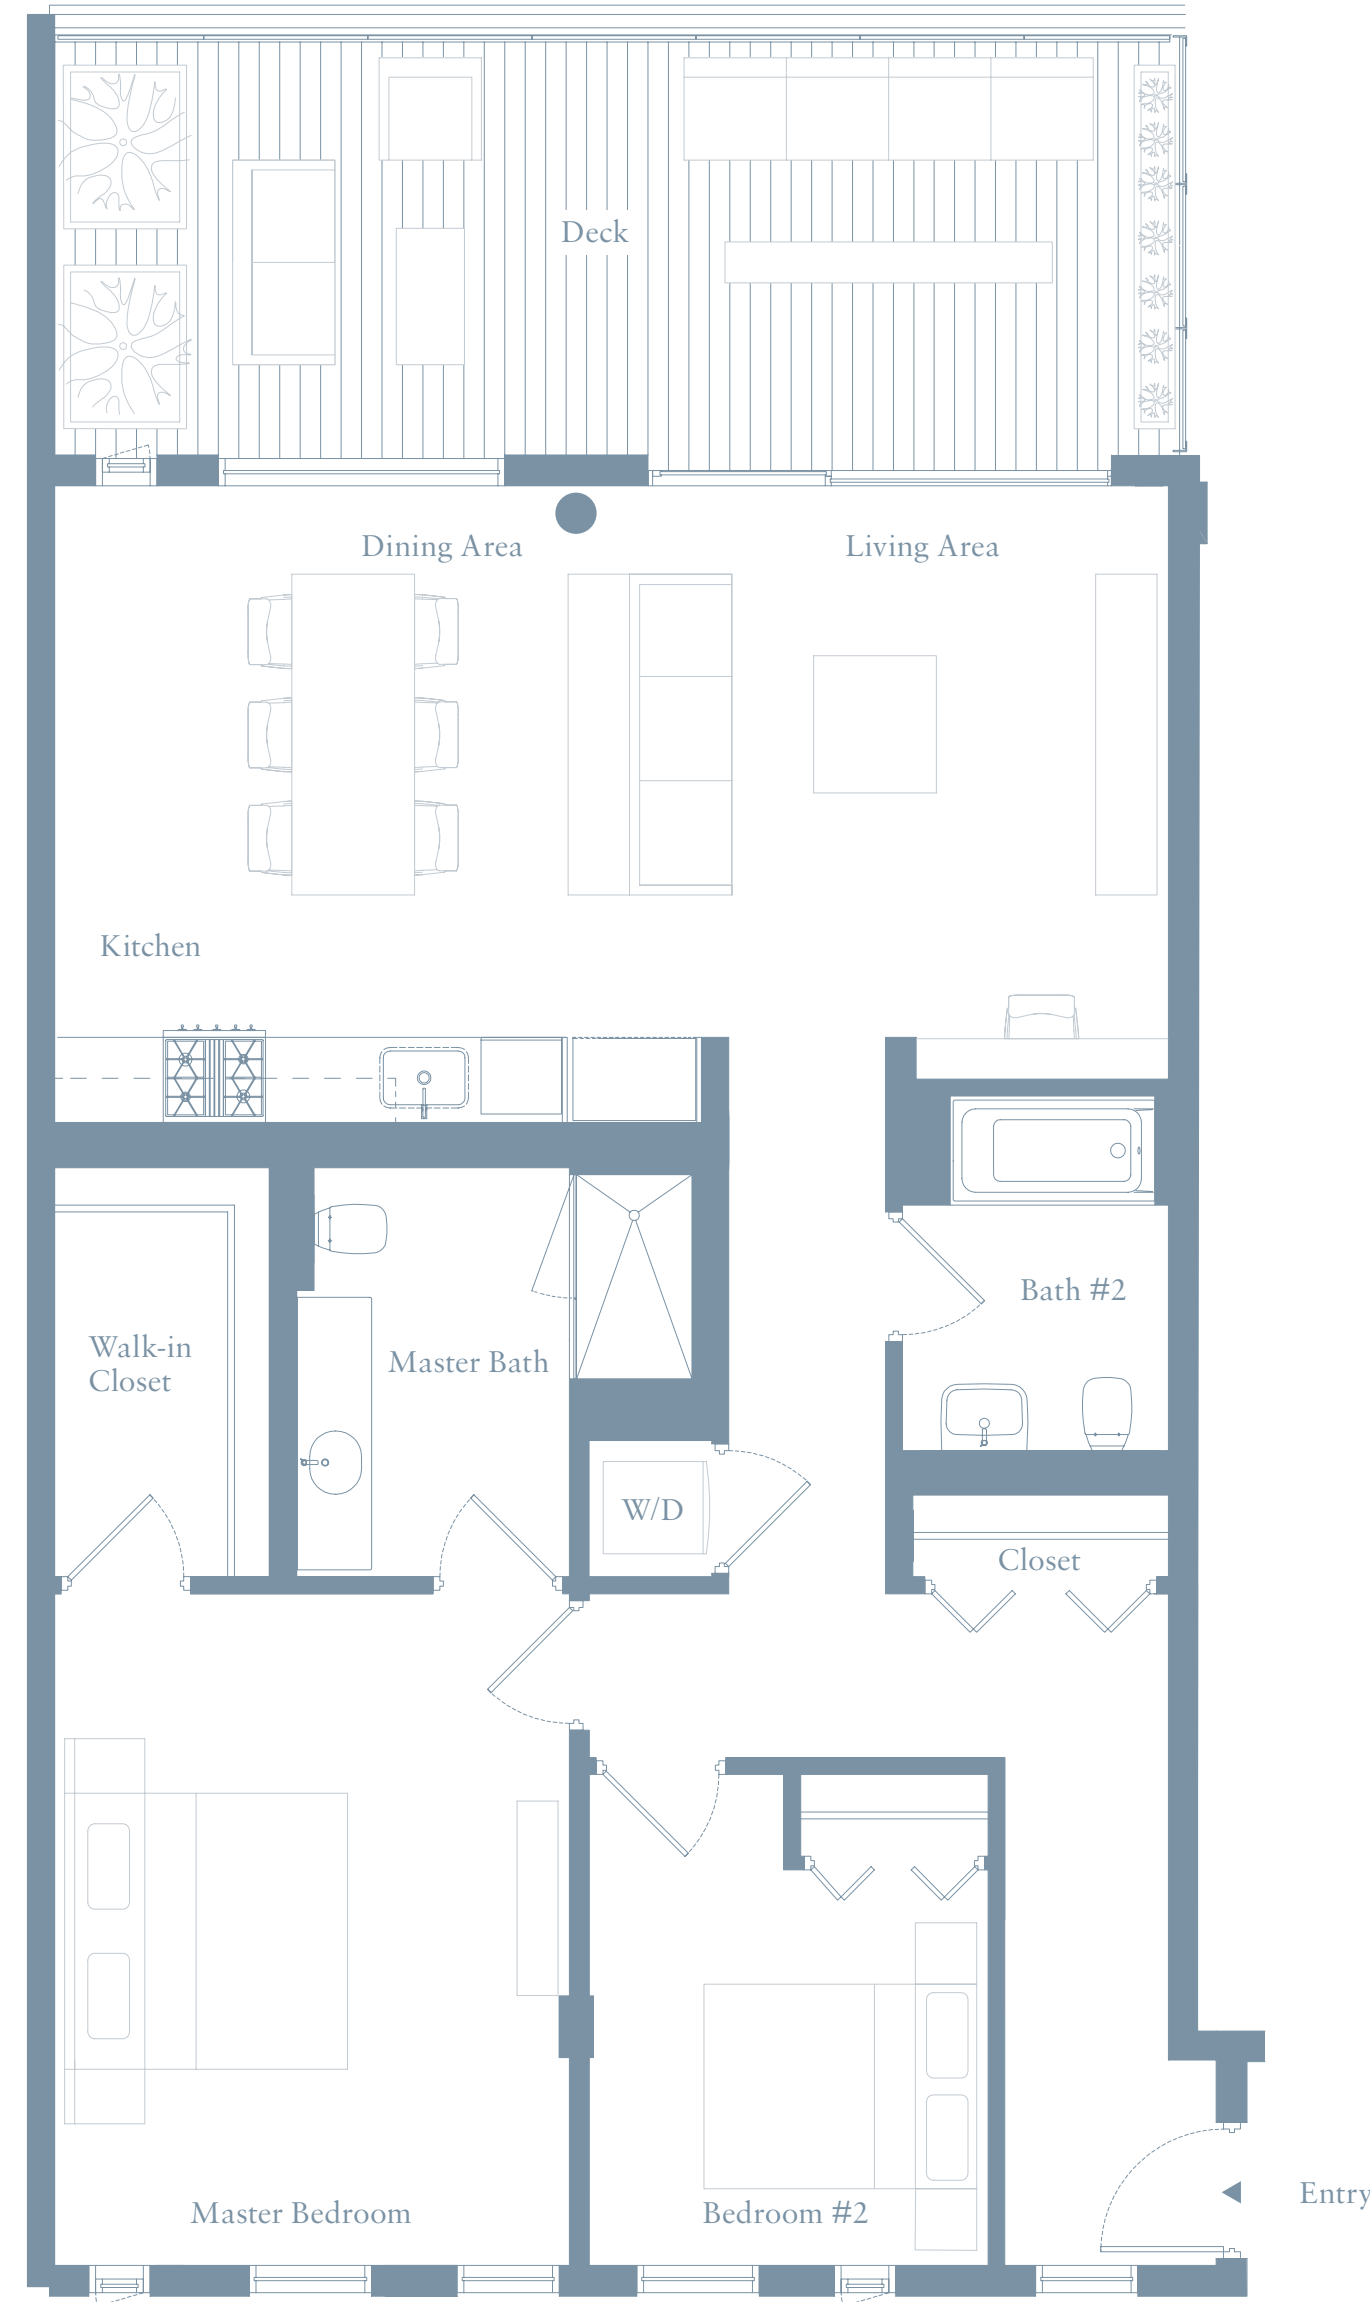 Deck
Dining Area
Living Area
Kitchen
Bath #2
Walk-in
Closet
Master Bath
W/D
Closet
Master Bedroom
Bedroom #2
Entry